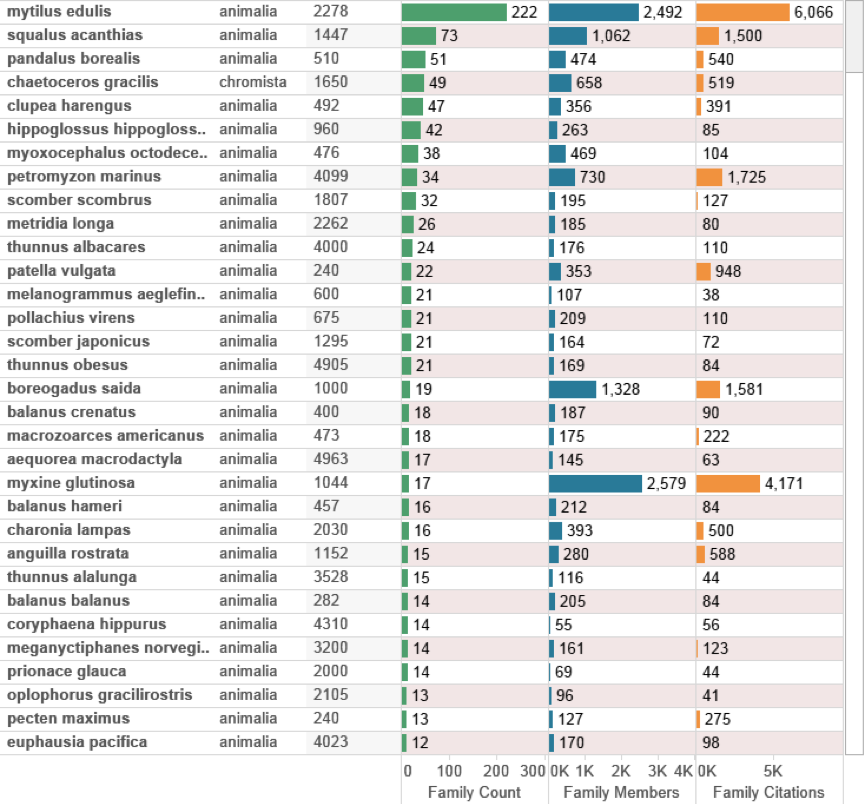 mytilus edulis animalia 2278 222 2,492 6,066
squalus acanthias animalia 1447 73 1,062 1,500
pandalus borealis animalia 510 51 474 540
chaetoceros gracilis chromista 1650 49 658 519
clupea harengus animalia 492 47 356 391
hippoglossus hippogloss.. animalia 960 42 263 85
myoxocephalus octodece.. animalia 476 38 469 104
petromyzon marinus animalia 4099 34 730 1,725
scomber scombrus animalia 1807 32 195 127
metridia longa animalia 2262 26 185 80
thunnus albacares animalia 4000 24 176 110
patella vulgata animalia 240 22 353 948
melanogrammus aeglefin.. animalia 600 21 107 38
pollachius virens animalia 675 21 209 110
scomber japonicus animalia 1295 21 164 72
thunnus obesus animalia 4905 21 169 84
boreogadus saida animalia 1000 19 1,328 1,581
balanus crenatus animalia 400 18 187 90
macrozoarces americanus animalia 473 18 175 222
aequorea macrodactyla animalia 4963 17 145 63
myxine glutinosa animalia 1044 17 2,579 4,171
balanus hameri animalia 457 16 212 84
charonia lampas animalia 2030 16 393 500
anguilla rostrata animalia 1152 15 280 588
thunnus alalunga animalia 3528 15 116 44
balanus balanus animalia 282 14 205 84
coryphaena hippurus animalia 4310 14 55 56
meganyctiphanes norvegi.. animalia 3200 14 161 123
prionace glauca animalia 2000 14 69 44
oplophorus gracilirostris animalia 2105 13 96 41
pecten maximus animalia 240 13 127 275
euphausia pacifica animalia 4023 12 170 98
0 100 200 300 0K 1K 2K 3K 4K 0K 5K
Family Count Family Members Family Citations